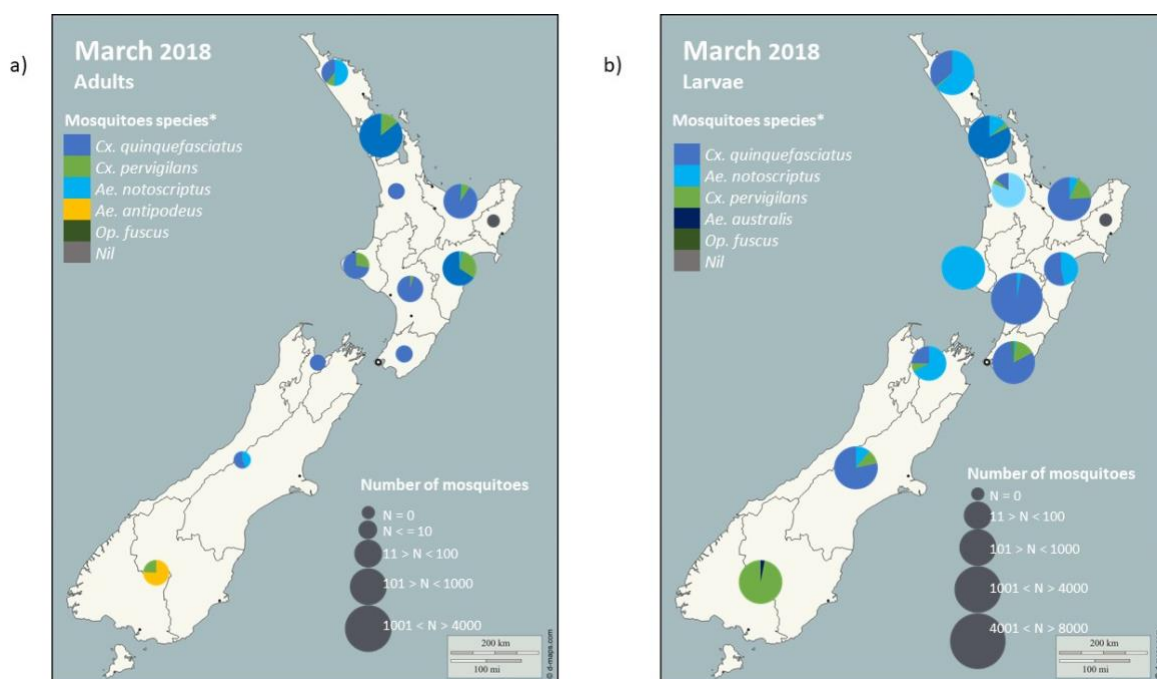 a)
March 2018
Adults
Mosquitoes species*
Cx. quinquefasciatus
Cx. pervigilans
Ae. notoscriptus
Ae. antipodeus
Op. fuscus
Nil
Number of mosquitoes
N = 0
N < = 10
11 > N < 100
101 > N < 1000
1001 < N > 4000
200 km
100 mi
© d-maps.com
b)
March 2018
Larvae
Mosquitoes species*
Cx. quinquefasciatus
Ae. notoscriptus
Cx. pervigilans
Ae. australis
Op. fuscus
Nil
Number of mosquitoes
N = 0
11 > N < 100
101 > N < 1000
1001 > N < 4000
4001 < N > 8000
200 km
100 mi